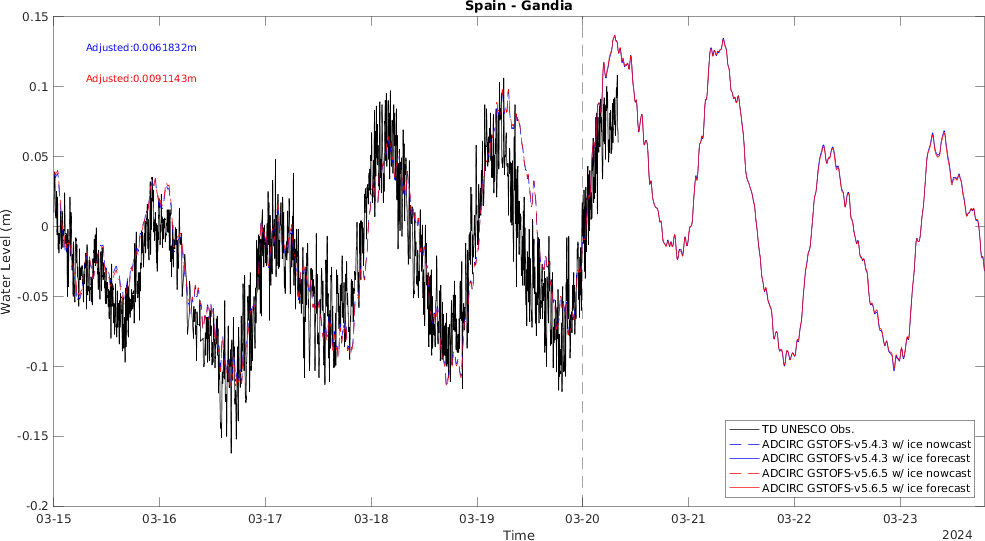 Spain - Gandia
0.15
0.1
0.05
0
-0.05
-0.1
-0.15
-0.2
Water Level (m)
Adjusted:0.0061832m
Adjusted:0.0091143m
TD UNESCO Obs.
ADCIRC GSTOFS-v5.4.3 w/ ice nowcast
ADCIRC GSTOFS-v5.4.3 w/ ice forecast
ADCIRC GSTOFS-v5.6.5 w/ ice nowcast
ADCIRC GSTOFS-v5.6.5 w/ ice forecast
03-15 03-16 03-17 03-18 03-19 03-20 03-21 03-22 03-23
Time
2024